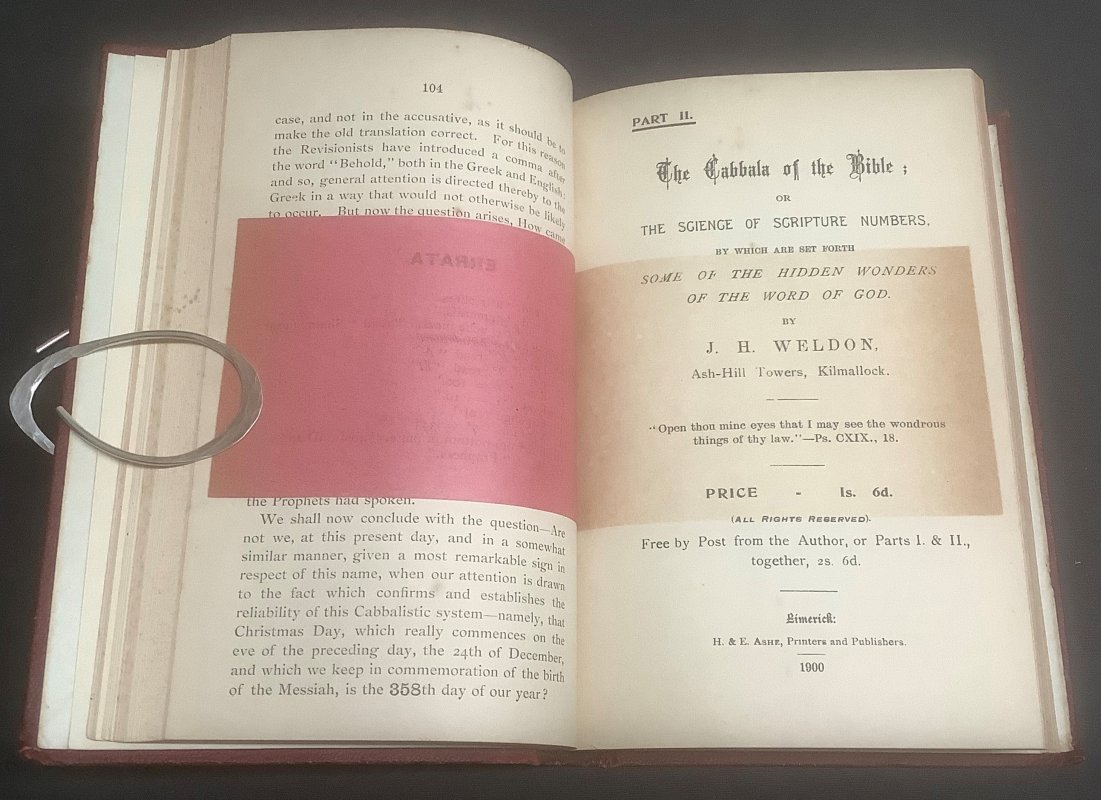 104
case, and not in the accusative, as it should be to
make the old translation correct. For this reason
the Revisionists have introduced a comma after
the word "Behold," both in the Greek and English:
and so, general attention is directed thereby to the
Greek in a way that would not otherwise be likely
to occur. But now the question arises, How came
ERRATA
the Prophets had spoken.
We shall now conclude with the question—Are
not we, at this present day, and in a somewhat
similar manner, given a most remarkable sign in
respect of this name, when our attention is drawn
to the fact which confirms and establishes the
reliability of this Cabbalistic system—namely, that
Christmas Day, which really commences on the
eve of the preceding day, the 24th of December,
and which we keep in commemoration of the birth
of the Messiah, is the 358th day of our year?
PART II.
The Cabbala of the Bible;
OR
THE SCIENCE OF SCRIPTURE NUMBERS,
BY WHICH ARE SET FORTH
SOME OF THE HIDDEN WONDERS
OF THE WORD OF GOD.
BY
J. H. WELDON,
Ash-Hill Towers, Kilmallock.
"Open thou mine eyes that I may see the wondrous
things of thy law."—Ps. CXIX., 18.
PRICE - 1s. 6d.
(ALL RIGHTS RESERVED).
Free by Post from the Author, or Parts I. & II.,
together, 2s. 6d.
Limerick:
H. & E. ASHE, Printers and Publishers.
1900